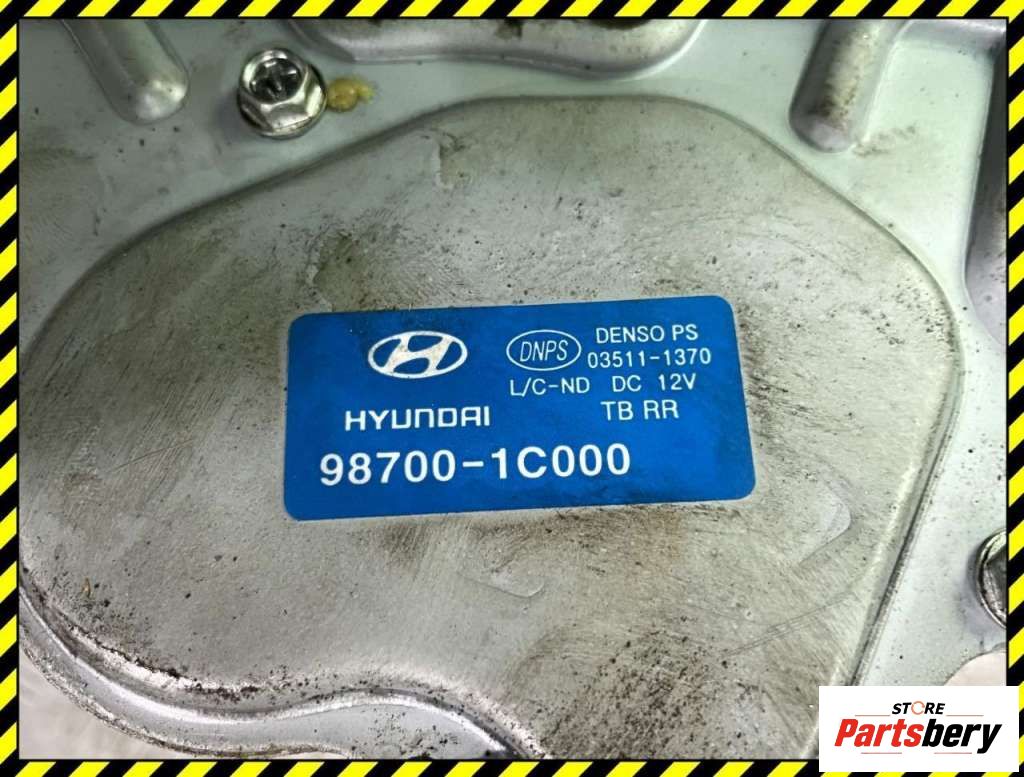 DNPS DENSO PS
03511-1370
L/C-ND DC 12V
HYUNDAI TB RR
98700-1C000
STORE
Partsbery